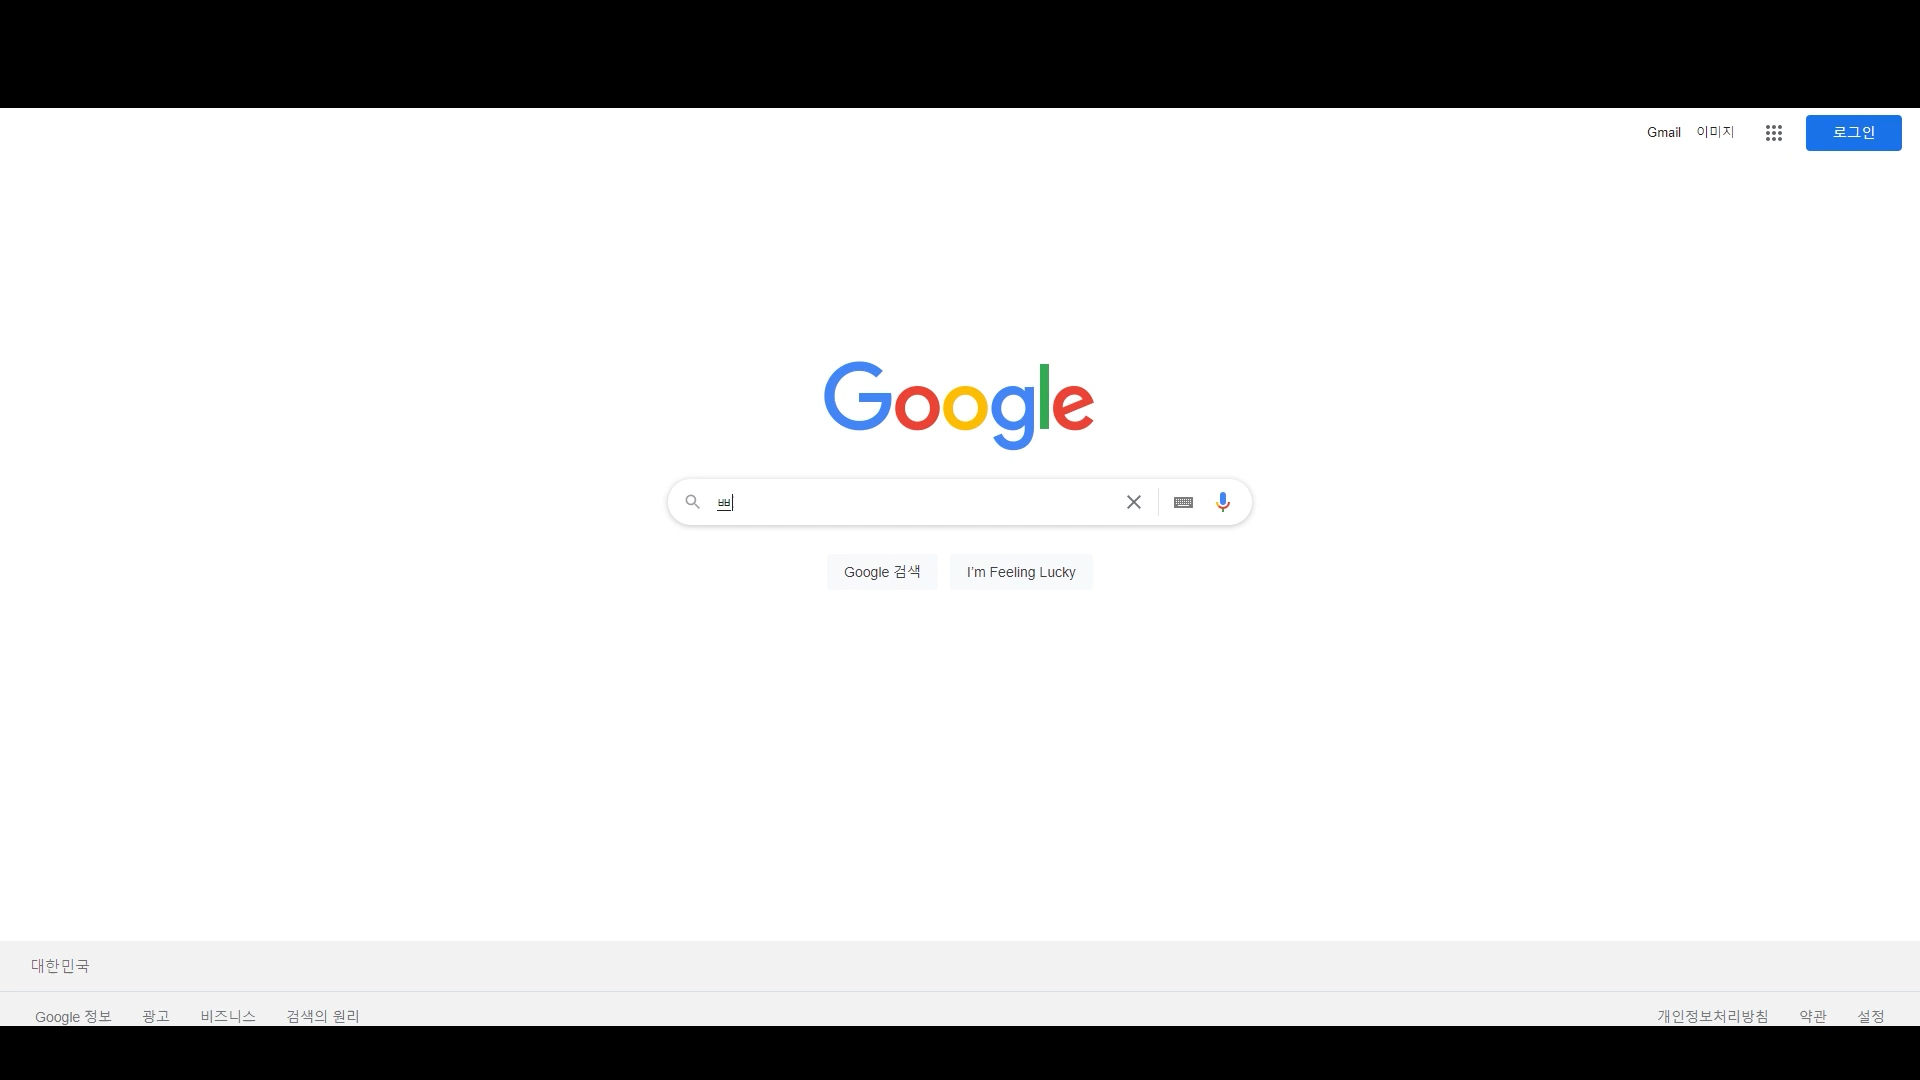 Gmail 이미지 로그인
Google
ㅃ
Google 검색 I'm Feeling Lucky
대한민국
Google 정보 광고 비즈니스 검색의 원리 개인정보처리방침 약관 설정